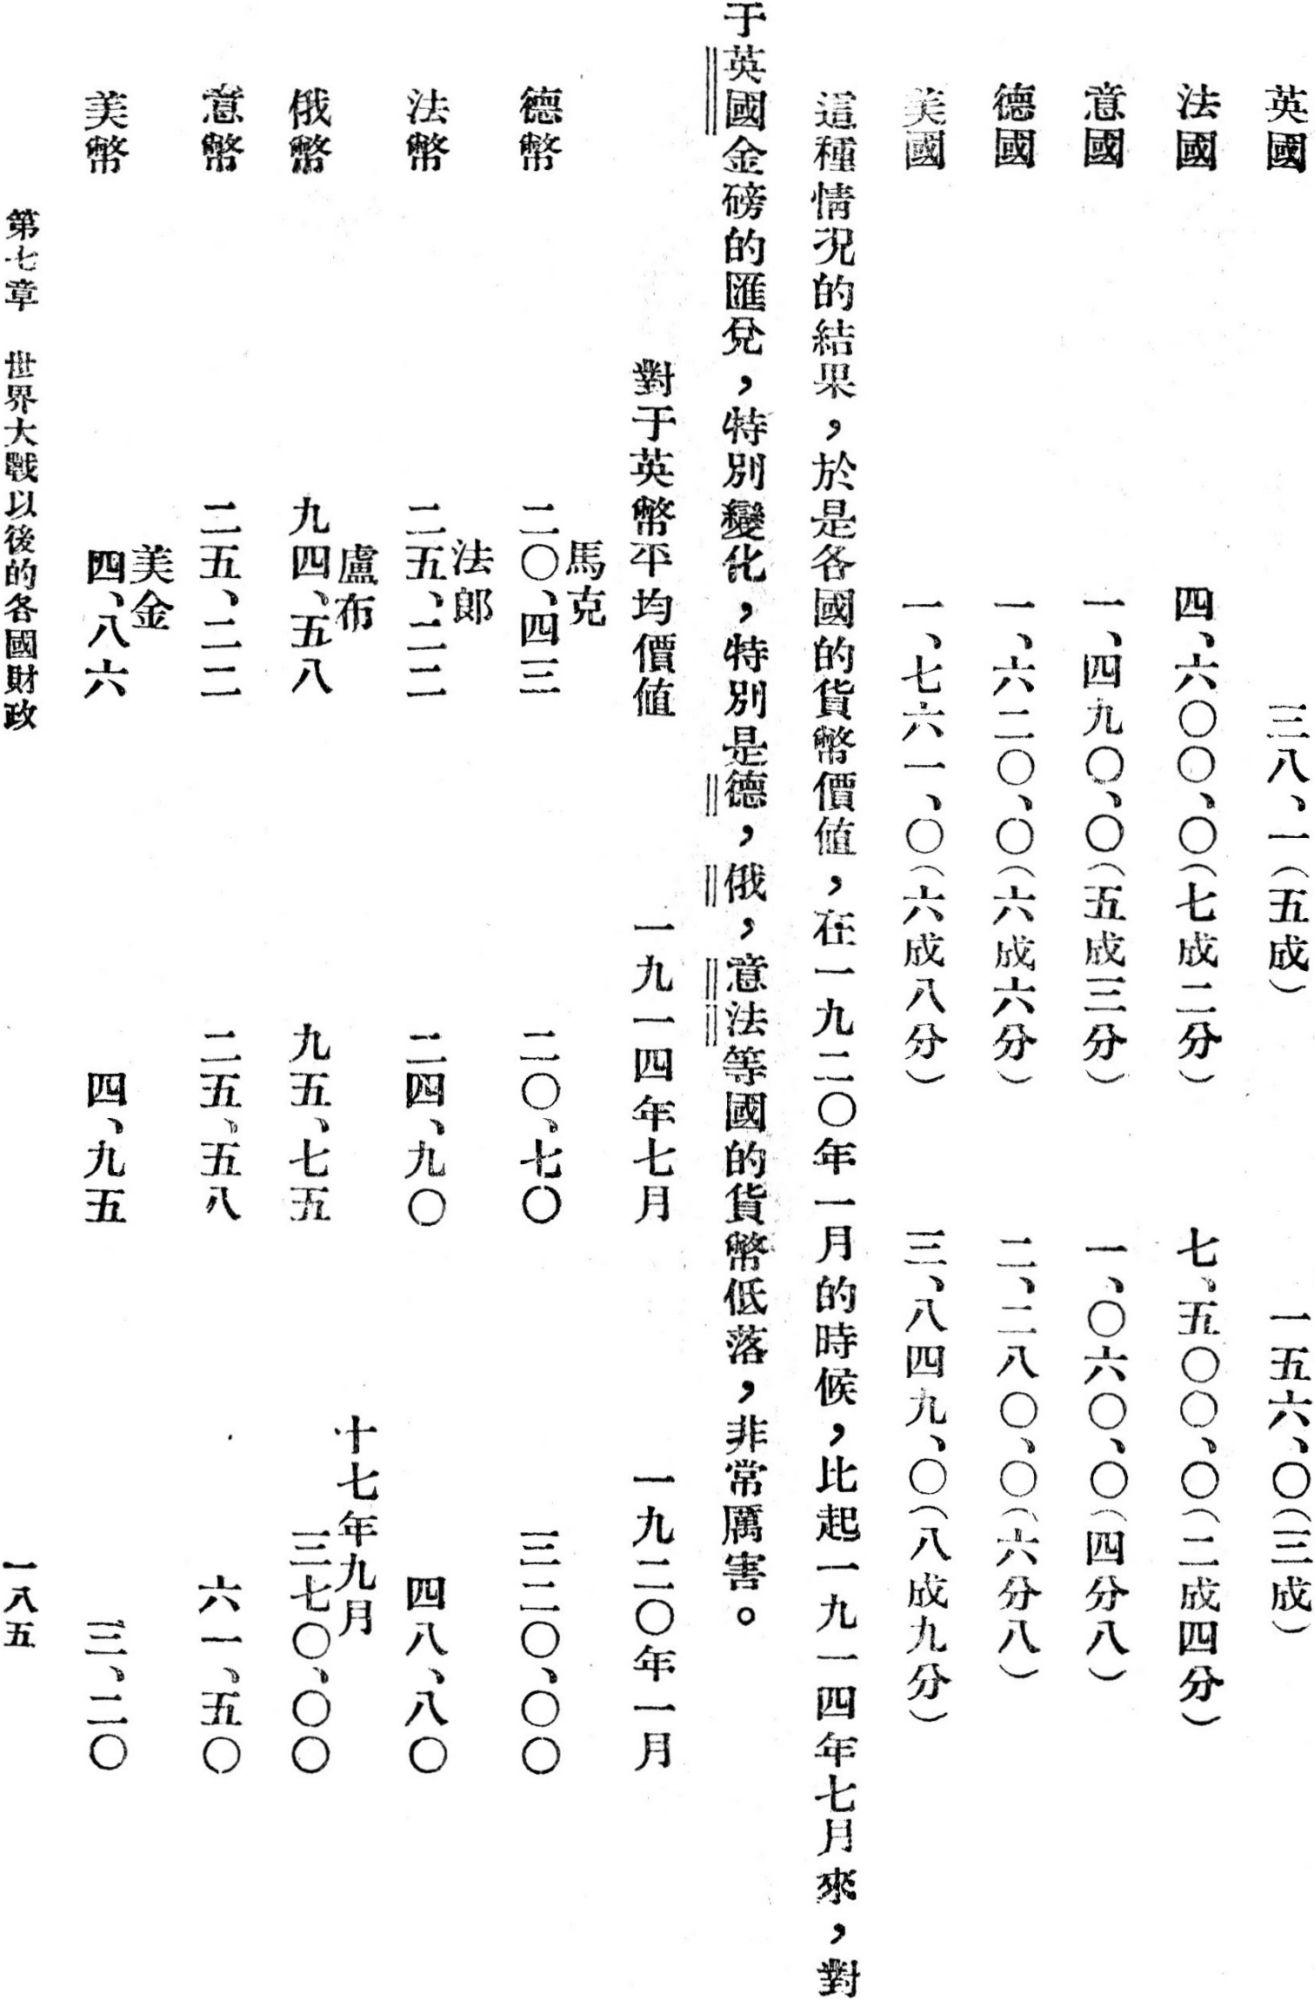 英國　三八、一（五成）　一五六、〇（三成）
法國　四、六〇〇、〇（七成二分）　七、五〇〇、〇（二成四分）
意國　一、四九〇、〇（五成三分）　一、〇六〇、〇（四分八）
德國　一、六二〇、〇（六成六分）　二、二八〇、〇（六分八）
美國　一、七六一、〇（六成八分）　三、八四九、〇（八成九分）
這種情況的結果，於是各國的貨幣價值，在一九二〇年一月的時候，比起一九一四年七月來，對
于英國金磅的匯兌，特別變化，特別是德，俄，意法等國的貨幣低落，非常厲害。
對于英幣平均價値　一九一四年七月　一九二〇年一月
馬克
德幣　二〇、四三　二〇、七〇　三二〇、〇〇
法郎
法幣　二五、二二　二四、九〇　四八、八〇
盧布　十七年九月
俄幣　九四、五八　九五、七五　三七〇、〇〇
意幣　二五、二二　二五、五八　六一、五〇
美金
美幣　四、八六　四、九五　三、二〇
第七章　世界大戰以後的各國財政　一八五